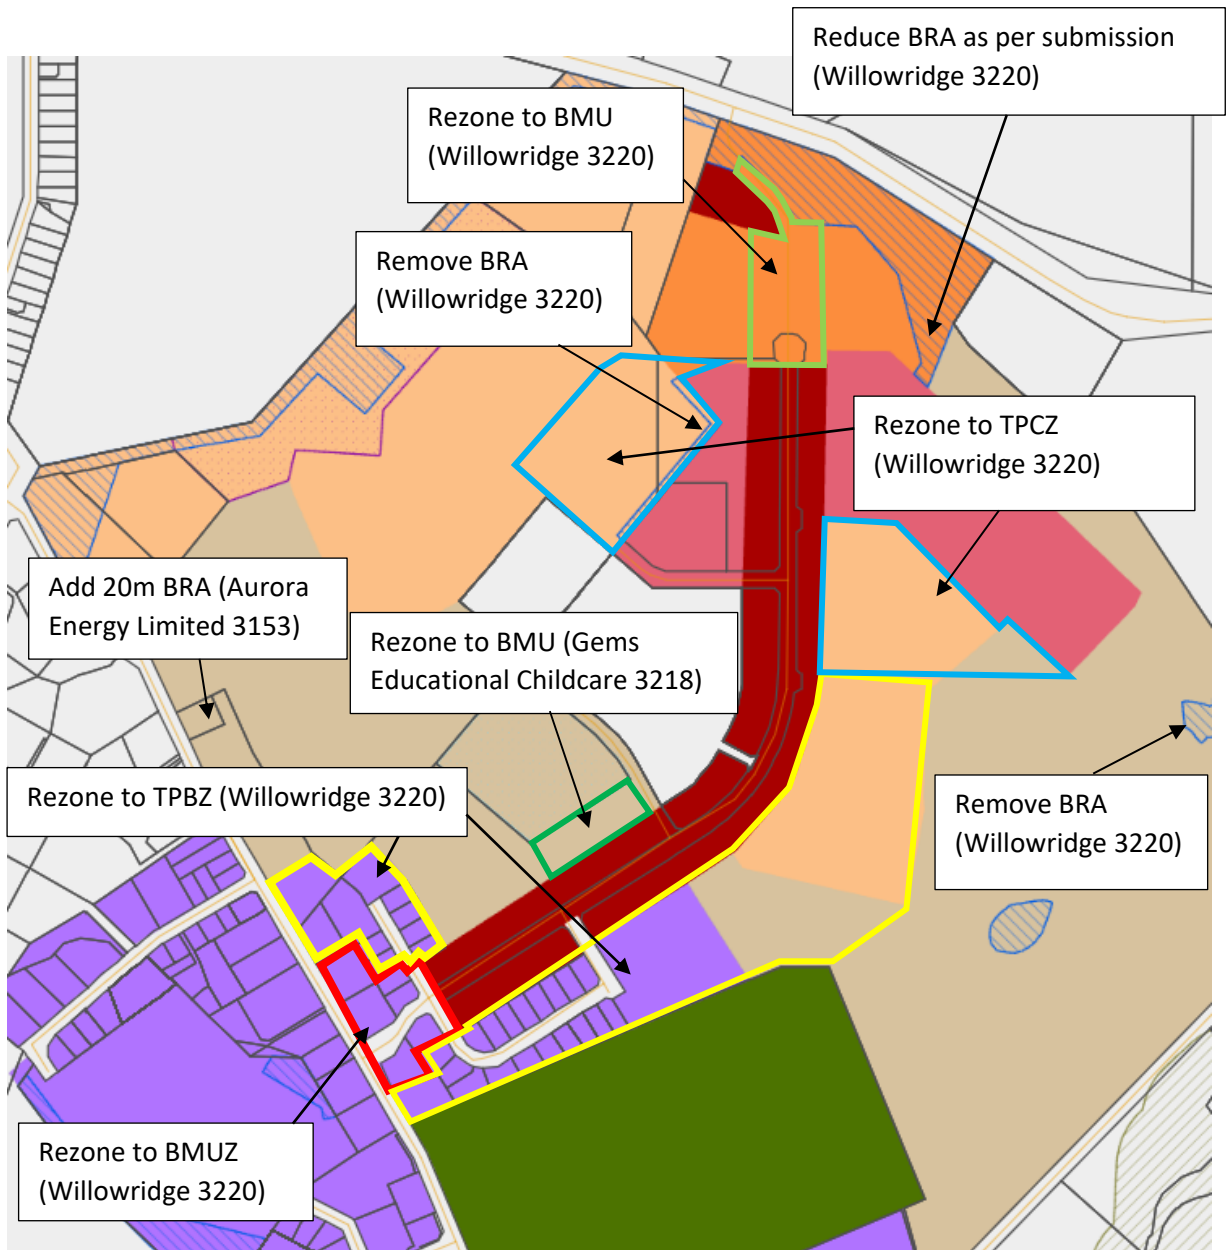 Reduce BRA as per submission
(Willowridge 3220)
Rezone to BMU
(Willowridge 3220)
Remove BRA
(Willowridge 3220)
Rezone to TPCZ
(Willowridge 3220)
Add 20m BRA (Aurora
Energy Limited 3153)
Rezone to BMU (Gems
Educational Childcare 3218)
Rezone to TPBZ (Willowridge 3220)
Remove BRA
(Willowridge 3220)
Rezone to BMUZ
(Willowridge 3220)